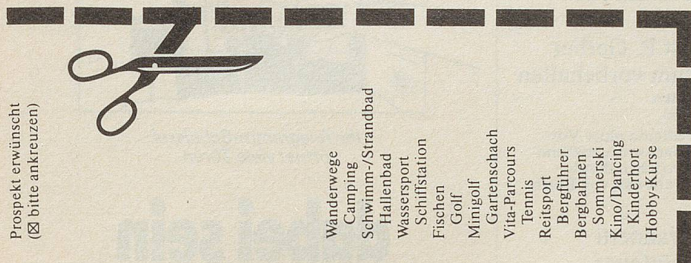 Prospekt erwünscht
(☒ bitte ankreuzen)
Wanderwege
Camping
Schwimm-/Strandbad
Hallenbad
Wassersport
Schiffstation
Fischen
Golf
Minigolf
Gartenschach
Vita-Parcours
Tennis
Reitsport
Bergführer
Bergbahnen
Sommerski
Kino/Dancing
Kinderhort
Hobby-Kurse